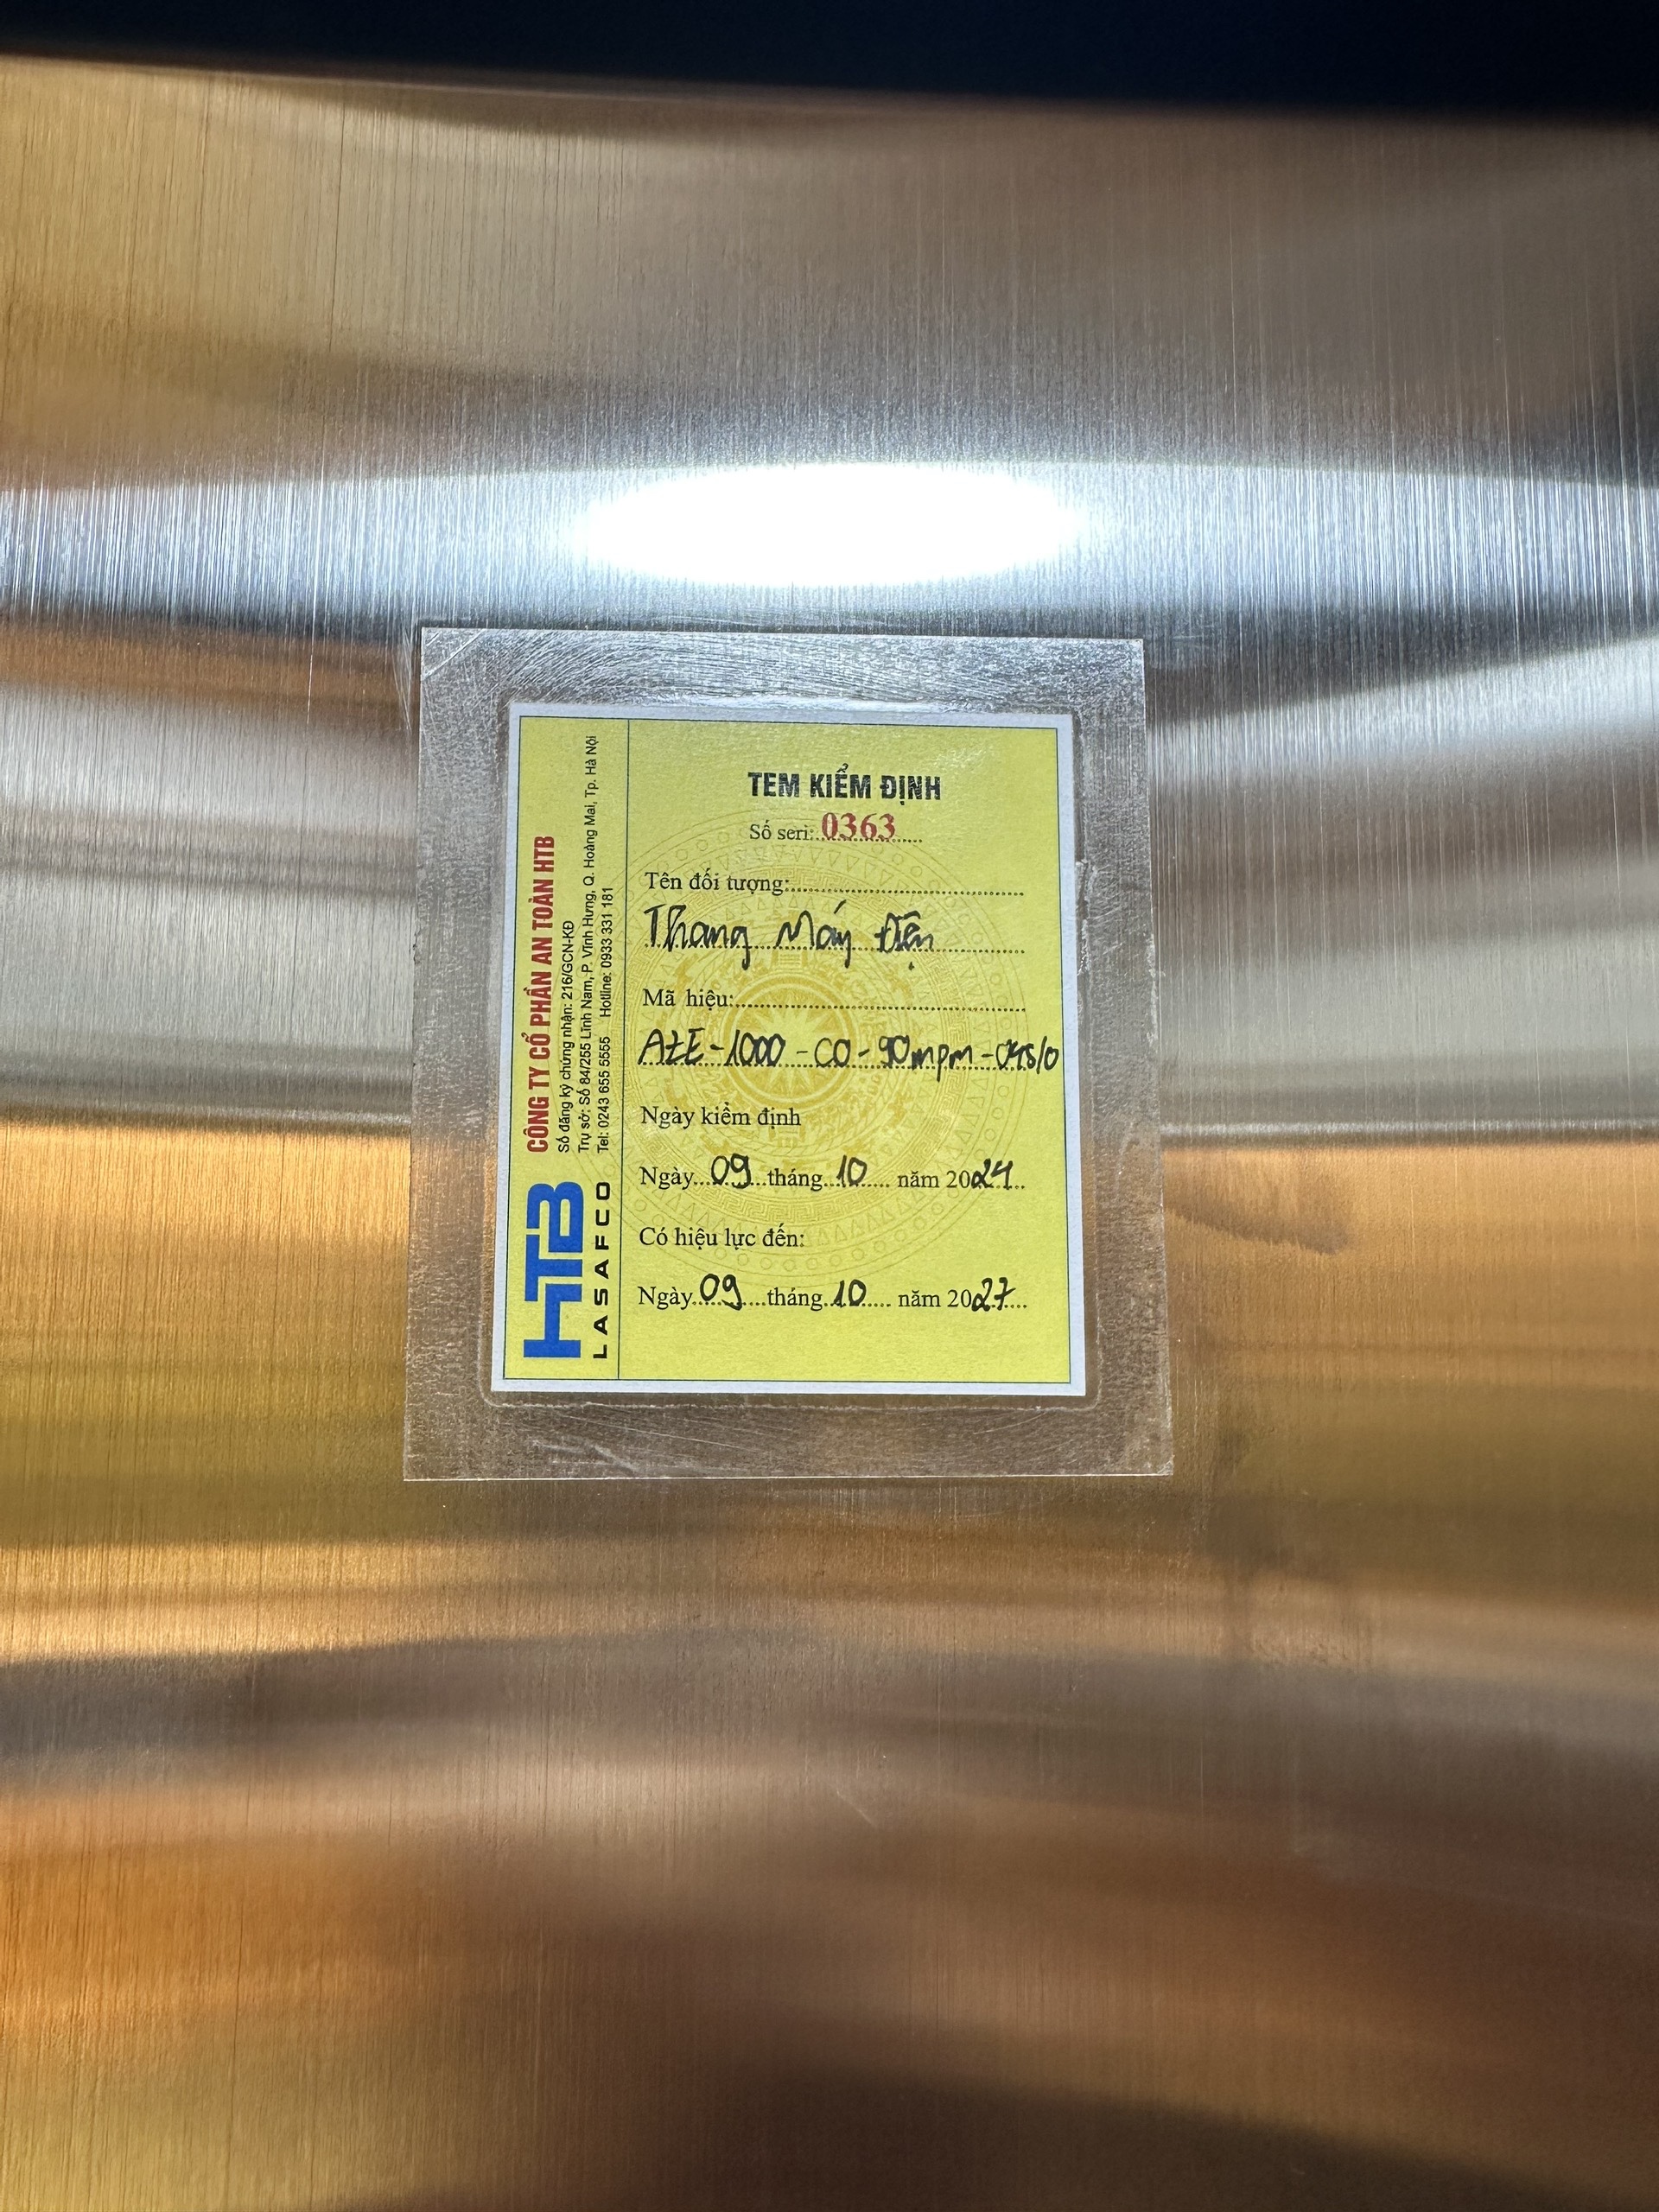 TEM KIỂM ĐỊNH
Số seri: 0363
Tên đối tượng:
Thang Máy Điện
Mã hiệu:
-1000-CO-90mpm-
Ngày kiểm định
Ngày 09 tháng 10 năm 2024
Có hiệu lực đến:
Ngày 09 tháng 10 năm 2027
HTB
LASAFCO
CÔNG TY CỔ PHẦN AN TOÀN HTB
Số đăng ký chứng nhận: 216/GCN-KĐ
Trụ sở: Số 84/255 Lĩnh Nam, P. Vĩnh Hưng, Q. Hoàng Mai, Tp. Hà Nội
Tel: 0243 655 5555 Hotline: 0933 331 181